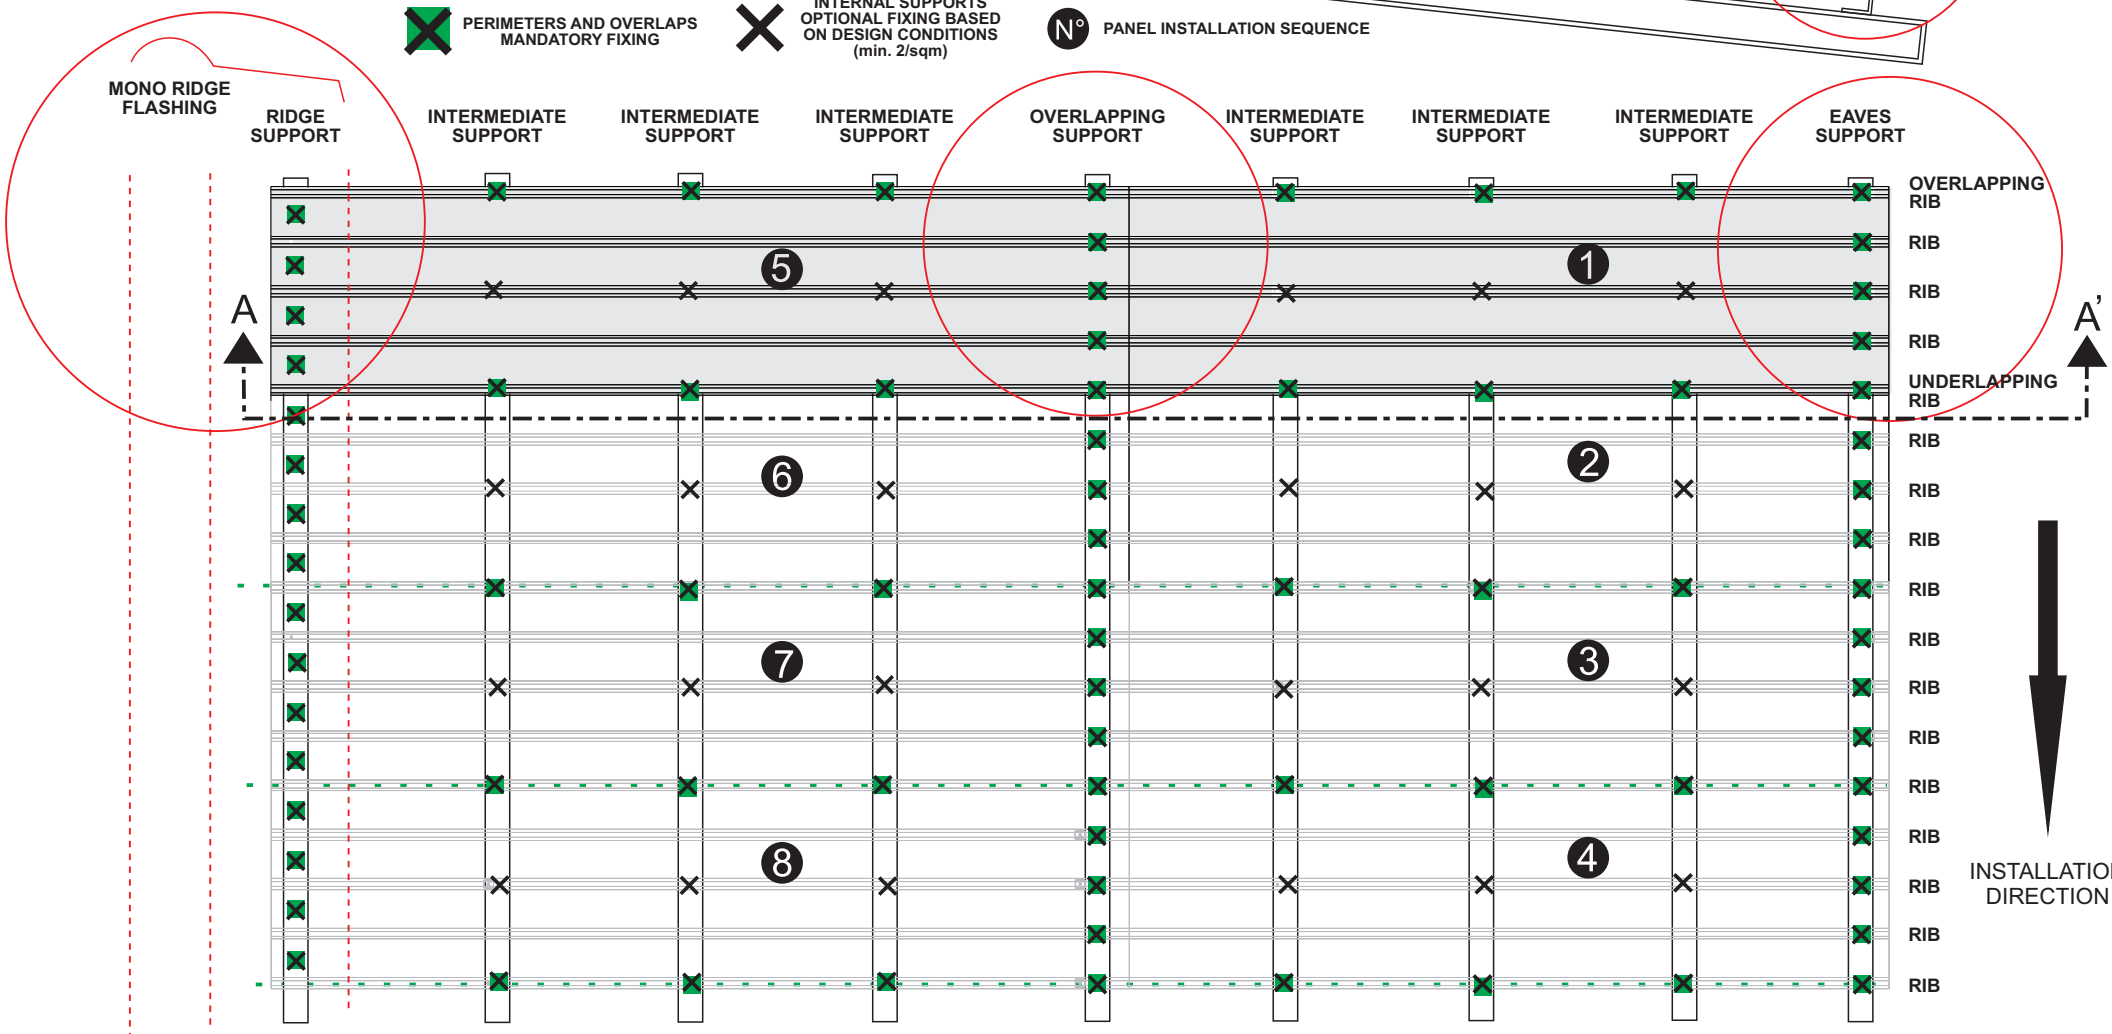 PERIMETERS AND OVERLAPS
MANDATORY FIXING
INTERNAL SUPPORTS
OPTIONAL FIXING BASED
ON DESIGN CONDITIONS
(min. 2/sqm)
N°
PANEL INSTALLATION SEQUENCE
MONO RIDGE
FLASHING
RIDGE
SUPPORT
INTERMEDIATE
SUPPORT
INTERMEDIATE
SUPPORT
INTERMEDIATE
SUPPORT
OVERLAPPING
SUPPORT
INTERMEDIATE
SUPPORT
INTERMEDIATE
SUPPORT
INTERMEDIATE
SUPPORT
EAVES
SUPPORT
OVERLAPPING
RIB
RIB
5
1
RIB
A
A'
RIB
UNDERLAPPING
RIB
RIB
6
2
RIB
RIB
RIB
RIB
7
3
RIB
RIB
RIB
RIB
8
4
RIB
INSTALLATION
DIRECTION
RIB
RIB